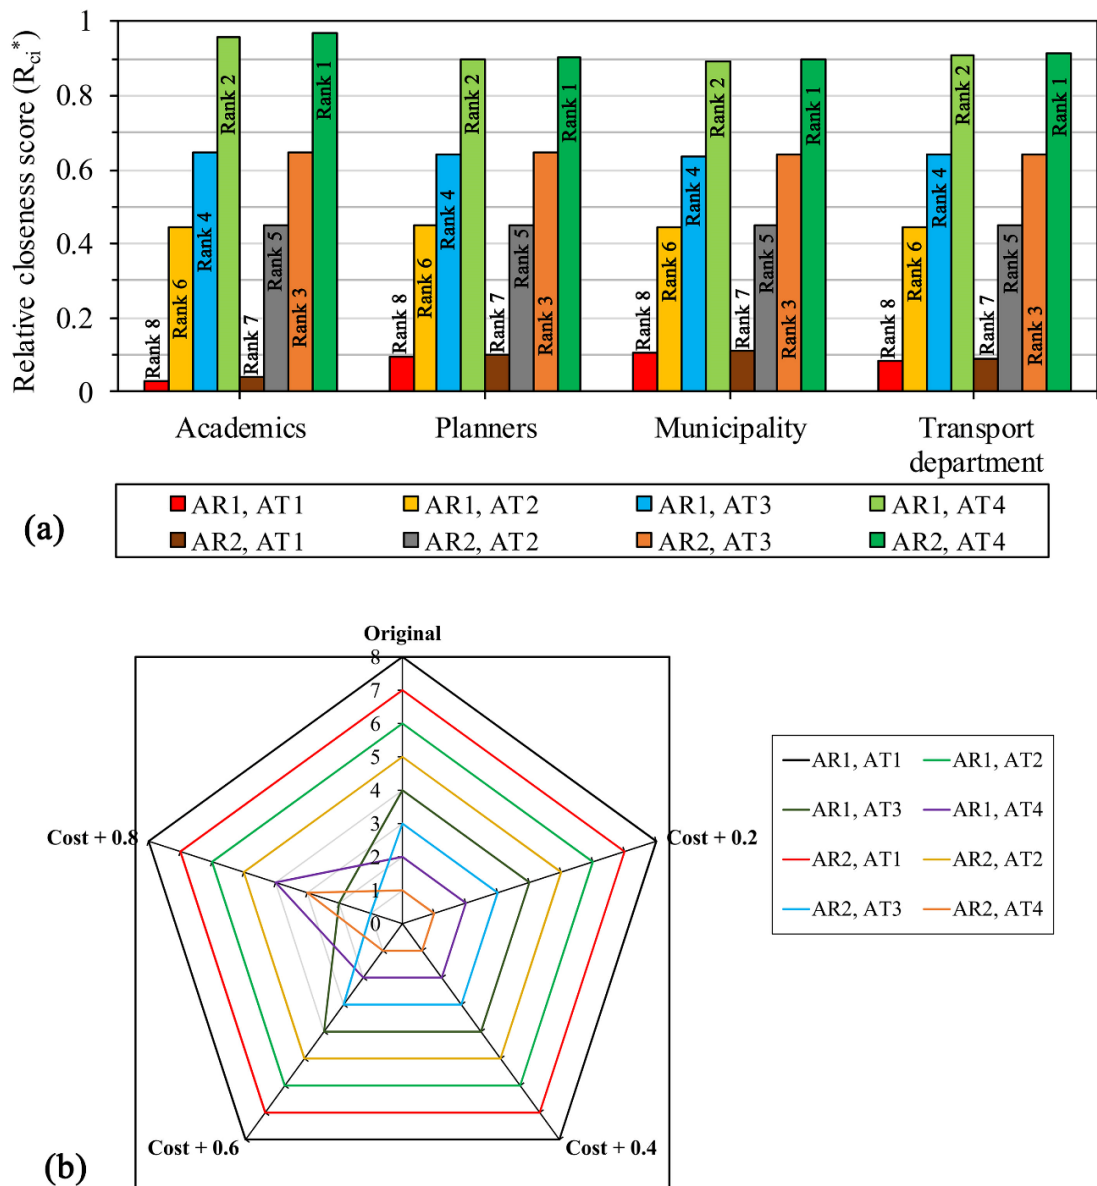 Relative closeness score (Rci*)
1
0.8
0.6
0.4
0.2
0
Rank 8
Rank 6
Rank 4
Rank 2
Rank 7
Rank 5
Rank 3
Rank 1
Rank 8
Rank 6
Rank 4
Rank 2
Rank 7
Rank 5
Rank 3
Rank 1
Rank 8
Rank 6
Rank 4
Rank 2
Rank 7
Rank 5
Rank 3
Rank 1
Rank 8
Rank 6
Rank 4
Rank 2
Rank 7
Rank 5
Rank 3
Rank 1
Academics
Planners
Municipality
Transport
department
(a)
AR1, AT1
AR1, AT2
AR1, AT3
AR1, AT4
AR2, AT1
AR2, AT2
AR2, AT3
AR2, AT4
Original
8
7
6
5
4
3
2
1
0
Cost + 0.8
Cost + 0.2
Cost + 0.6
Cost + 0.4
AR1, AT1
AR1, AT2
AR1, AT3
AR1, AT4
AR2, AT1
AR2, AT2
AR2, AT3
AR2, AT4
(b)